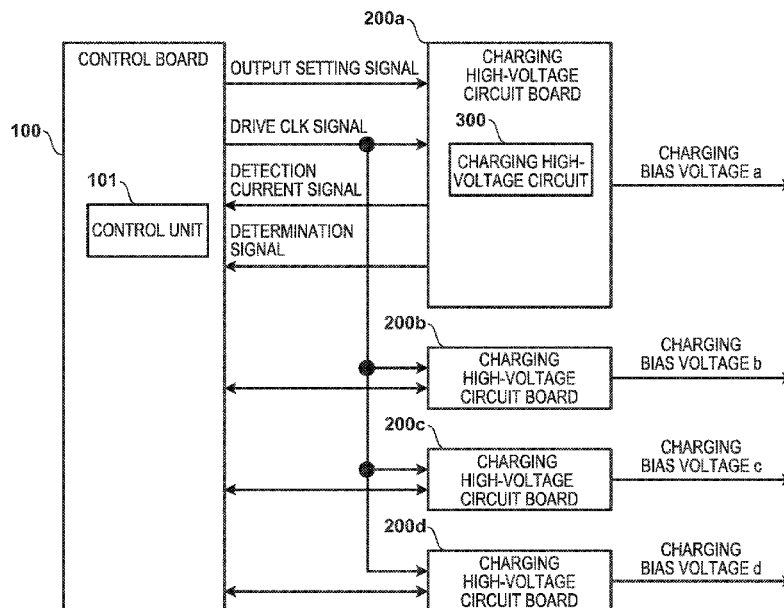 200a
CONTROL BOARD
OUTPUT SETTING SIGNAL
CHARGING
HIGH-VOLTAGE
CIRCUIT BOARD
100
DRIVE CLK SIGNAL
300
CHARGING HIGH-
VOLTAGE CIRCUIT
CHARGING
BIAS VOLTAGE a
DETECTION
CURRENT SIGNAL
101
CONTROL UNIT
DETERMINATION
SIGNAL
200b
CHARGING
HIGH-VOLTAGE
CIRCUIT BOARD
CHARGING
BIAS VOLTAGE b
200c
CHARGING
HIGH-VOLTAGE
CIRCUIT BOARD
CHARGING
BIAS VOLTAGE c
200d
CHARGING
HIGH-VOLTAGE
CIRCUIT BOARD
CHARGING
BIAS VOLTAGE d